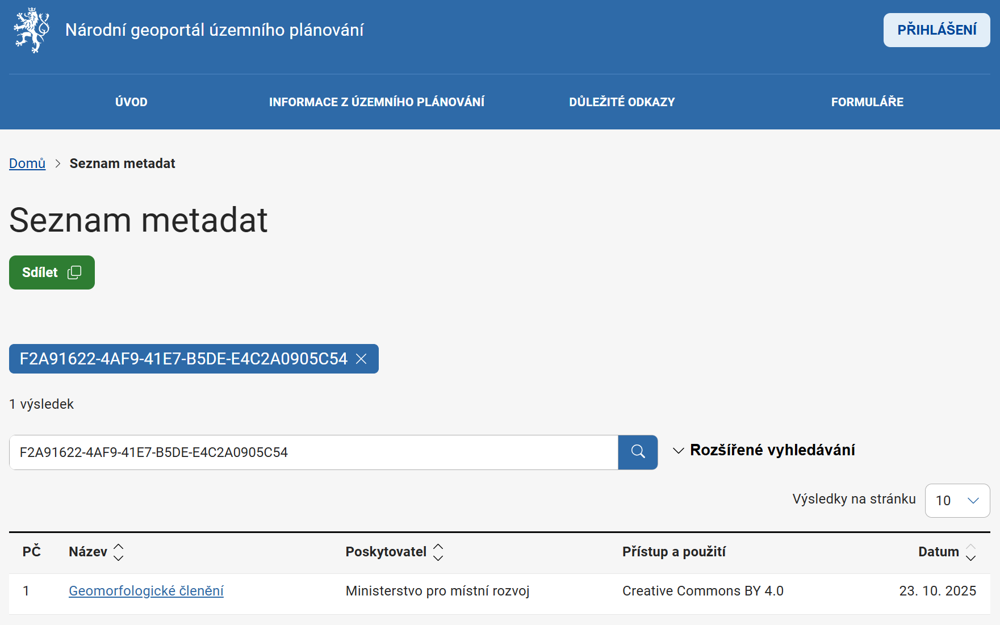 Národní geoportál územního plánování
PŘIHLÁŠENÍ
ÚVOD
INFORMACE Z ÚZEMNÍHO PLÁNOVÁNÍ
DŮLEŽITÉ ODKAZY
FORMULÁŘE
Domů > Seznam metadat
Seznam metadat
Sdílet
F2A91622-4AF9-41E7-B5DE-E4C2A0905C54
1 výsledek
F2A91622-4AF9-41E7-B5DE-E4C2A0905C54
Rozšířené vyhledávání
Výsledky na stránku 10
PČ Název Poskytovatel Přístup a použití Datum
1 Geomorfologické členění Ministerstvo pro místní rozvoj Creative Commons BY 4.0 23. 10. 2025